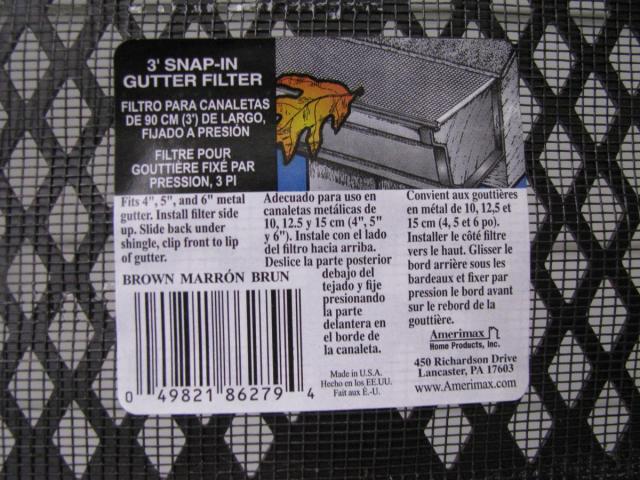 3' SNAP-IN
GUTTER FILTER
FILTRO PARA CANALETAS
DE 90 CM (3') DE LARGO,
FIJADO A PRESIÓN
FILTRE POUR
GOUTTIÈRE FIXÉ PAR
PRESSION, 3 PI
Fits 4", 5", and 6" metal
gutter. Install filter side
up. Slide back under
shingle, clip front to lip
of gutter.
BROWN MARRÓN BRUN
0 49821 86279 4
Adecuado para uso en
canaletas metálicas de
10, 12.5 y 15 cm (4", 5"
y 6"). Instale con el lado
del filtro hacia arriba.
Deslice la parte posterior
debajo del
tejado y fije
presionando
la parte
delantera en
el borde de
la canaleta.
Made in U.S.A.
Hecho en los EE.UU.
Fait aux É.-U.
Convient aux gouttières
en métal de 10, 12,5 et
15 cm (4, 5 et 6 po).
Installer le côté filtre
vers le haut. Glisser le
bord arrière sous les
bardeaux et fixer par
pression le bord avant
sur le rebord de la
gouttière.
Amerimax
Home Products, Inc.
450 Richardson Drive
Lancaster, PA 17603
www.Amerimax.com